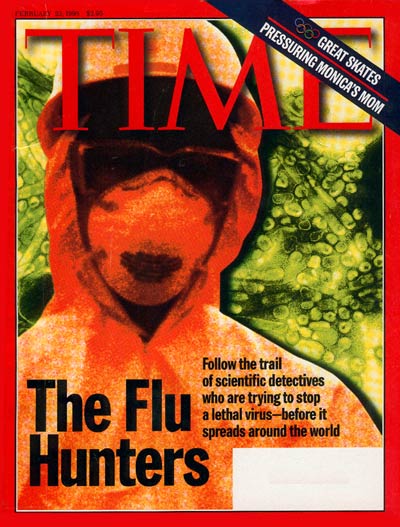 FEBRUARY 23, 1998 $2.95
TIME
GREAT SKATES
PRESSURING MONICA'S MOM
Follow the trail
of scientific detectives
who are trying to stop
a lethal virus—before it
spreads around the world
The Flu
Hunters